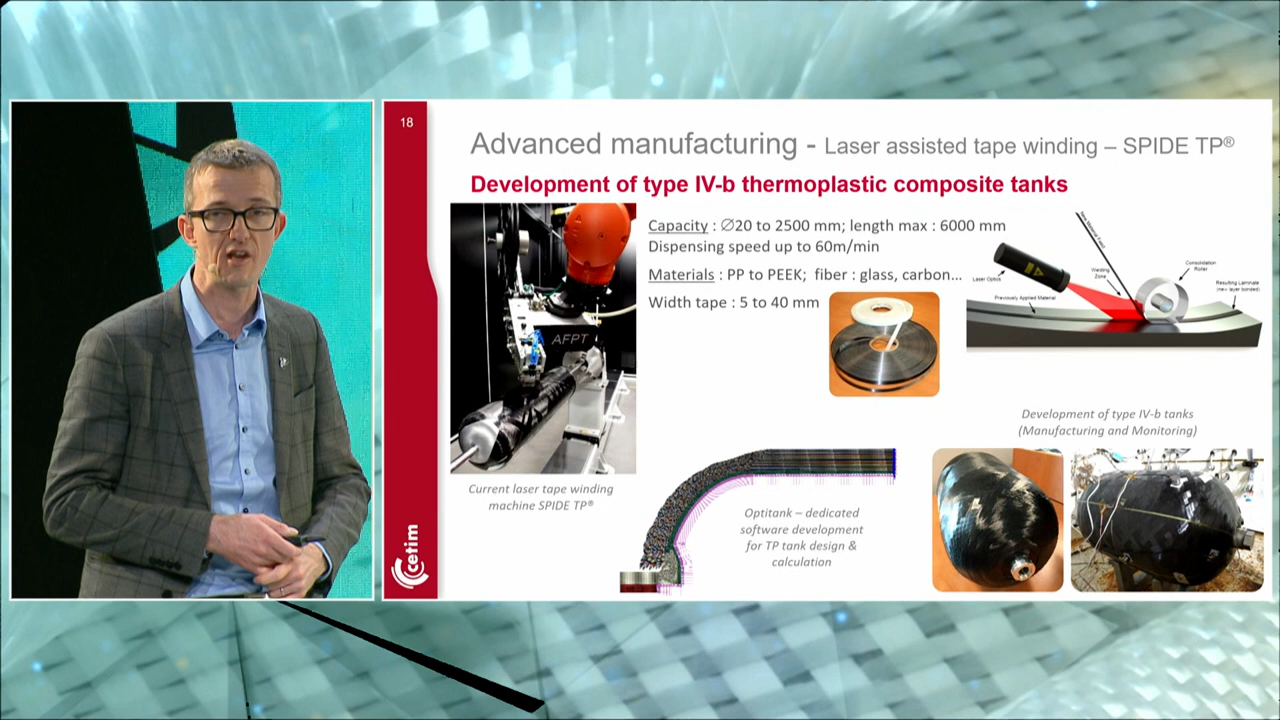 18
Advanced manufacturing - Laser assisted tape winding – SPIDE TP®
Development of type IV-b thermoplastic composite tanks
Capacity : ∅20 to 2500 mm; length max : 6000 mm
Dispensing speed up to 60m/min
Materials : PP to PEEK; fiber : glass, carbon...
Width tape : 5 to 40 mm
AFPT
Laser Optics
Welding
Zone
Consolidation
Roller
Previously Applied Material
Resulting Laminate
Current laser tape winding
machine SPIDE TP®
Optitank – dedicated
software development
for TP tank design &
calculation
Development of type IV-b tanks
(Manufacturing and Monitoring)
cetim